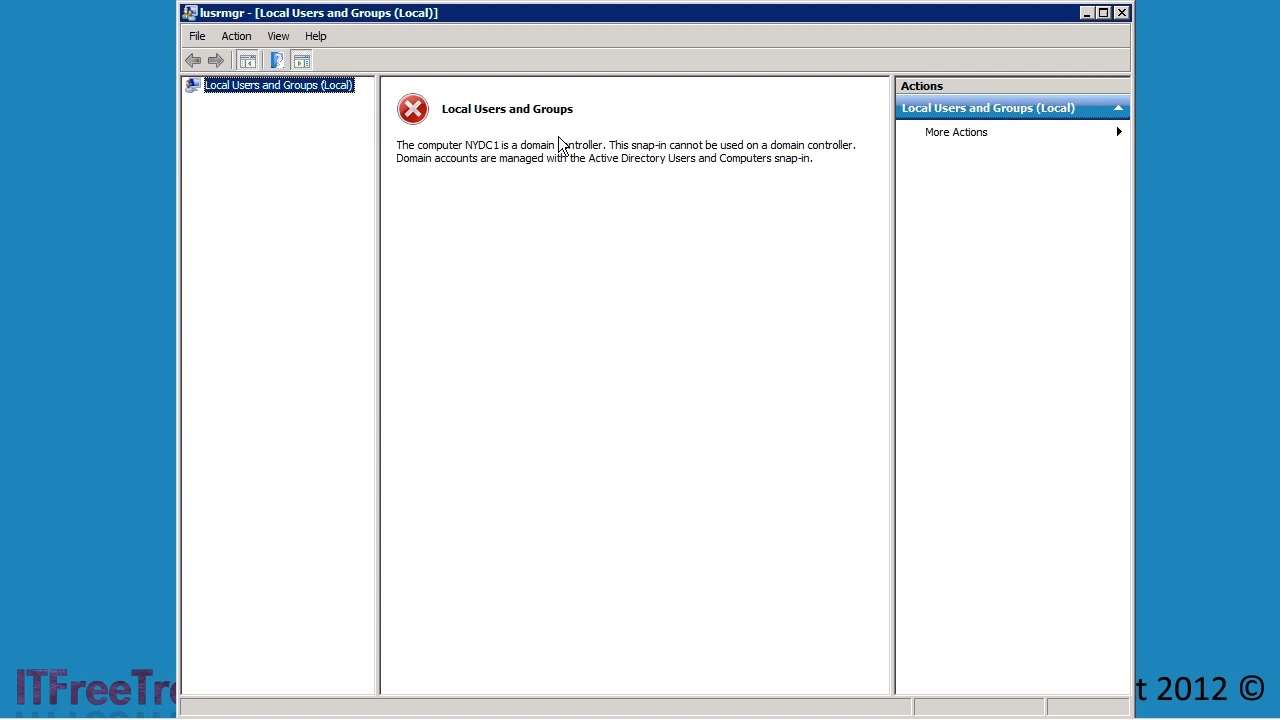 lusrmgr - [Local Users and Groups (Local)]
File Action View Help
Local Users and Groups (Local)
Local Users and Groups
The computer NYDC1 is a domain controller. This snap-in cannot be used on a domain controller.
Domain accounts are managed with the Active Directory Users and Computers snap-in.
Actions
Local Users and Groups (Local)
More Actions
ITFreeTr
t 2012 ©